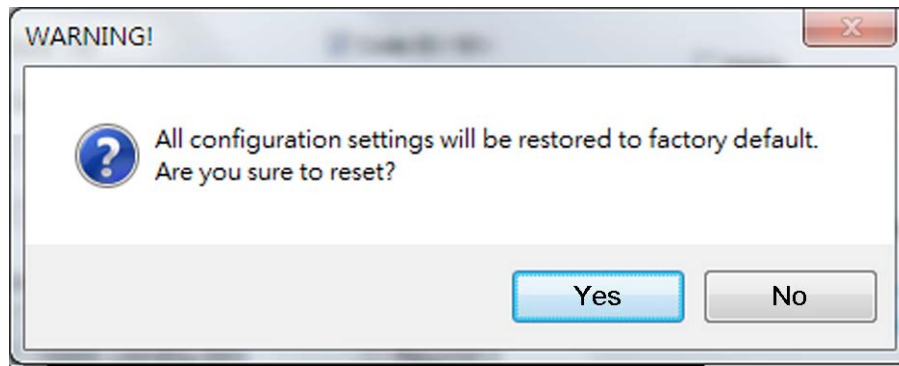 WARNING!
All configuration settings will be restored to factory default.
Are you sure to reset?
Yes
No